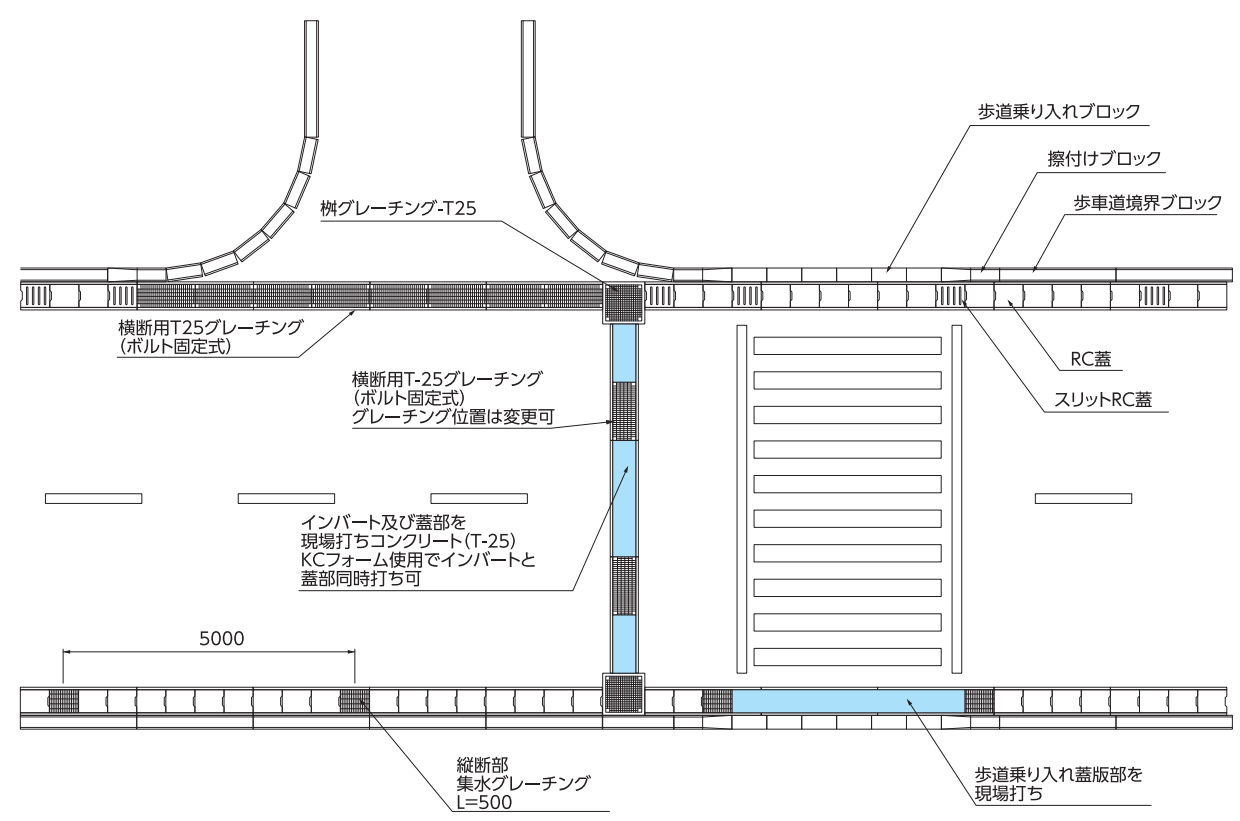 歩道乗り入れブロック
擦付けブロック
歩車道境界ブロック
桝グレーチング-T25
横断用T25グレーチング
(ボルト固定式)
横断用T-25グレーチング
(ボルト固定式)
グレーチング位置は変更可
RC蓋
スリットRC蓋
インバート及び蓋部を
現場打ちコンクリート(T-25)
KCフォーム使用でインバートと
蓋部同時打ち可
5000
縦断部
集水グレーチング
L=500
歩道乗り入れ蓋版部を
現場打ち